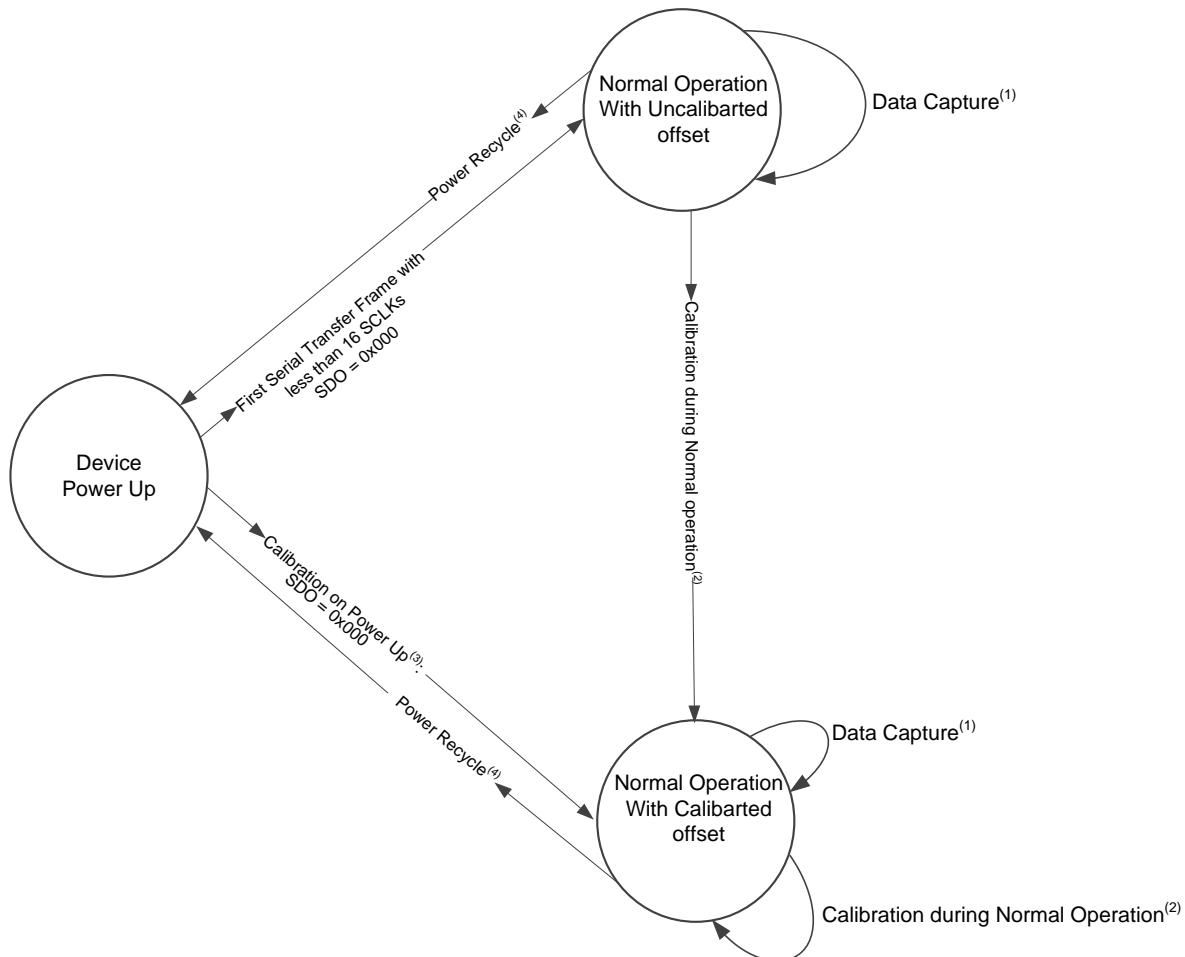 Normal Operation
With Uncalibarted
offset
Data Capture(1)
Power Recycle(4)
First Serial Transfer Frame with
less than 16 SCLKs
SDO = 0x000
Calibration during Normal operation(2)
Device
Power Up
Calibration on Power Up(3):
SDO = 0x000
Power Recycle(4)
Normal Operation
With Calibarted
offset
Data Capture(1)
Calibration during Normal Operation(2)